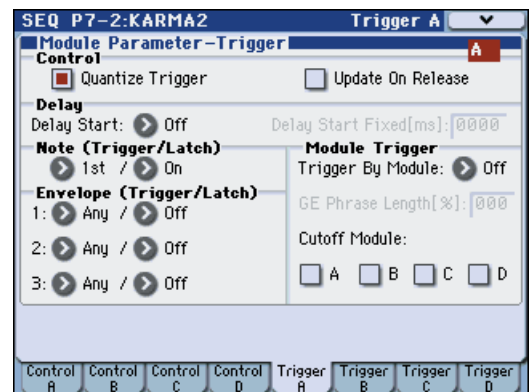 SEQ P7-2:KARMA2 Trigger A
Module Parameter-Trigger A
Control
Quantize Trigger Update On Release
Delay
Delay Start: Off Delay Start Fixed[ms]: 0000
Note (Trigger/Latch) Module Trigger
1st / On Trigger By Module: Off
Envelope (Trigger/Latch)
1: Any / Off GE Phrase Length[%]: 000
2: Any / Off Cutoff Module:
3: Any / Off A B C D
Control A Control B Control C Control D Trigger A Trigger B Trigger C Trigger D